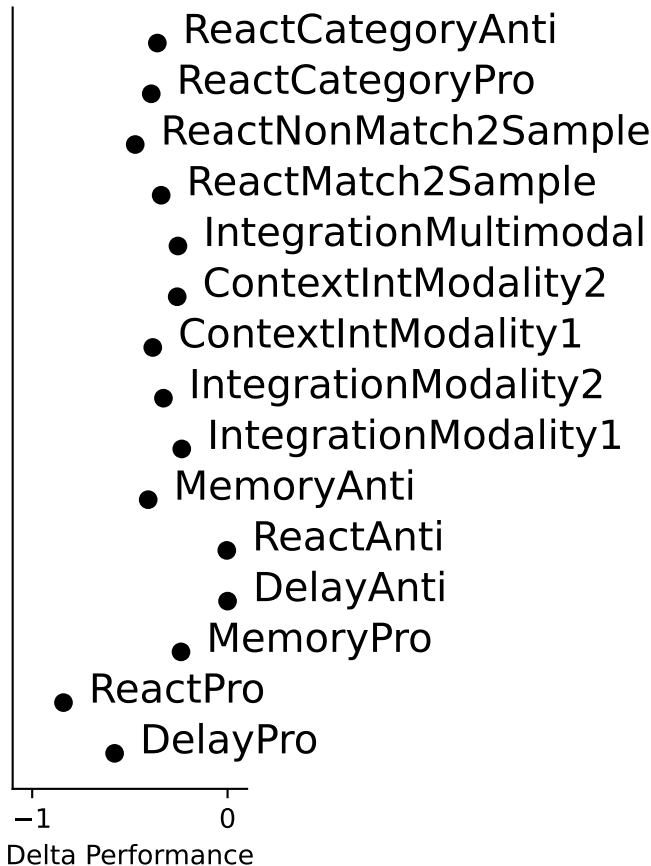 ReactCategoryAnti
ReactCategoryPro
ReactNonMatch2Sample
ReactMatch2Sample
IntegrationMultimodal
ContextIntModality2
ContextIntModality1
IntegrationModality2
IntegrationModality1
MemoryAnti
ReactAnti
DelayAnti
MemoryPro
ReactPro
DelayPro
−1 0
Delta Performance